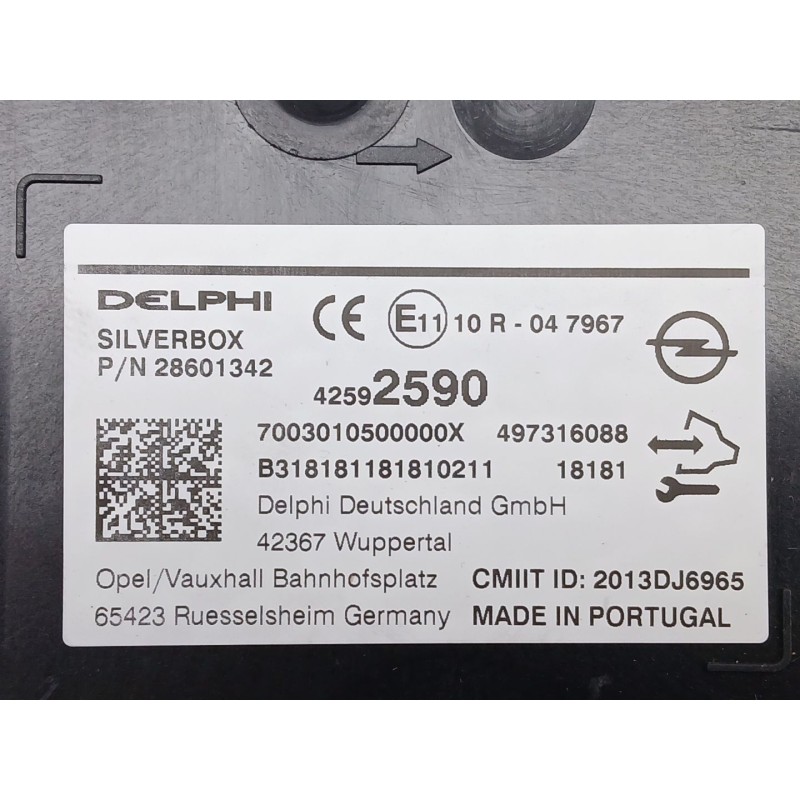 DELPHI
SILVERBOX
P/N 28601342
CE E11 10 R - 04 7967
42592590
7003010500000X 497316088
B318181181810211 18181
Delphi Deutschland GmbH
42367 Wuppertal
Opel/Vauxhall Bahnhofsplatz CMIIT ID: 2013DJ6965
65423 Ruesselsheim Germany MADE IN PORTUGAL